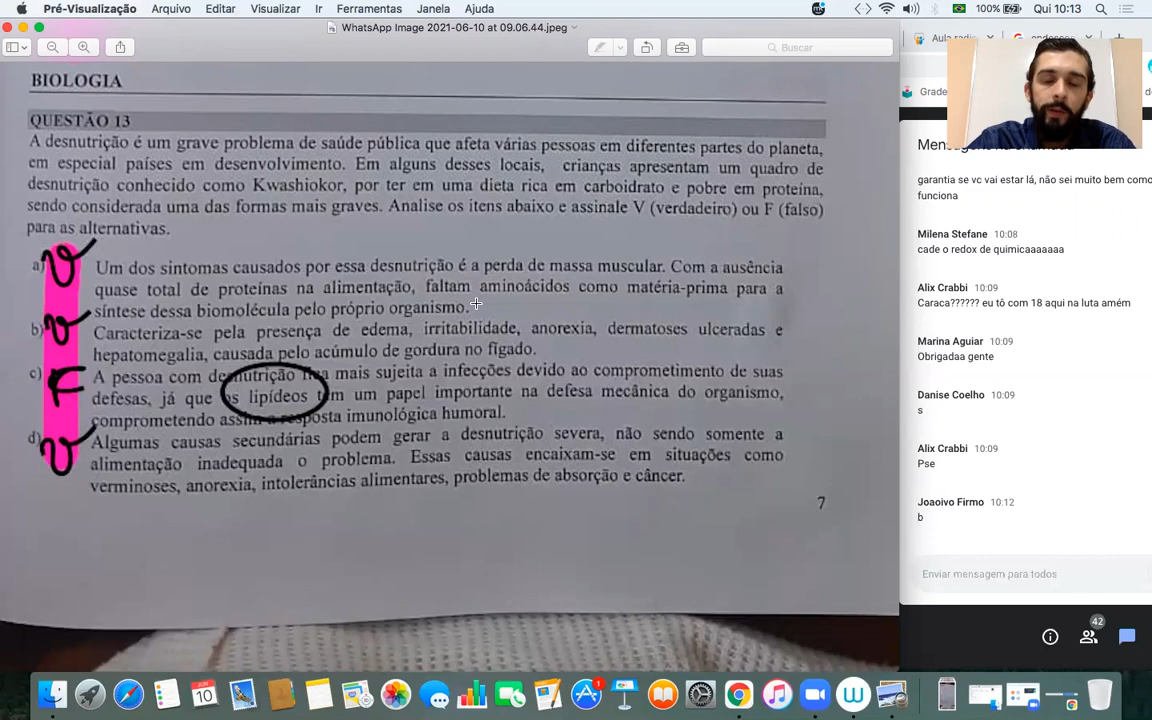 Pré-Visualização Arquivo Editar Visualizar Ir Ferramentas Janela Ajuda 100% Qui 10:13
WhatsApp Image 2021-06-10 at 09.06.44.jpeg
Buscar
Aula
Grade
BIOLOGIA
QUESTÃO 13
A desnutrição é um grave problema de saúde pública que afeta várias pessoas em diferentes partes do planeta,
em especial países em desenvolvimento. Em alguns desses locais, crianças apresentam um quadro de
desnutrição conhecido como Kwashiokor, por ter em uma dieta rica em carboidrato e pobre em proteína,
sendo considerada uma das formas mais graves. Analise os itens abaixo e assinale V (verdadeiro) ou F (falso)
para as alternativas.
a) V Um dos sintomas causados por essa desnutrição é a perda de massa muscular. Com a ausência
quase total de proteínas na alimentação, faltam aminoácidos como matéria-prima para a
síntese dessa biomolécula pelo próprio organismo.
b) V Caracteriza-se pela presença de edema, irritabilidade, anorexia, dermatoses ulceradas e
hepatomegalia, causada pelo acúmulo de gordura no fígado.
c) F A pessoa com desnutrição fica mais sujeita a infecções devido ao comprometimento de suas
defesas, já que os lipídeos tem um papel importante na defesa mecânica do organismo,
comprometendo assim a resposta imunológica humoral.
d) V Algumas causas secundárias podem gerar a desnutrição severa, não sendo somente a
alimentação inadequada o problema. Essas causas encaixam-se em situações como
verminoses, anorexia, intolerâncias alimentares, problemas de absorção e câncer.
7
garantia se vc vai estar lá, não sei muito bem como
funciona
Milena Stefane 10:08
cade o redox de quimicaaaaaaa
Alix Crabbi 10:09
Caraca?????? eu tô com 18 aqui na luta amém
Marina Aguiar 10:09
Obrigadaa gente
Danise Coelho 10:09
s
Alix Crabbi 10:09
Pse
Joaoivo Firmo 10:12
b
Enviar mensagem para todos
42
10
1